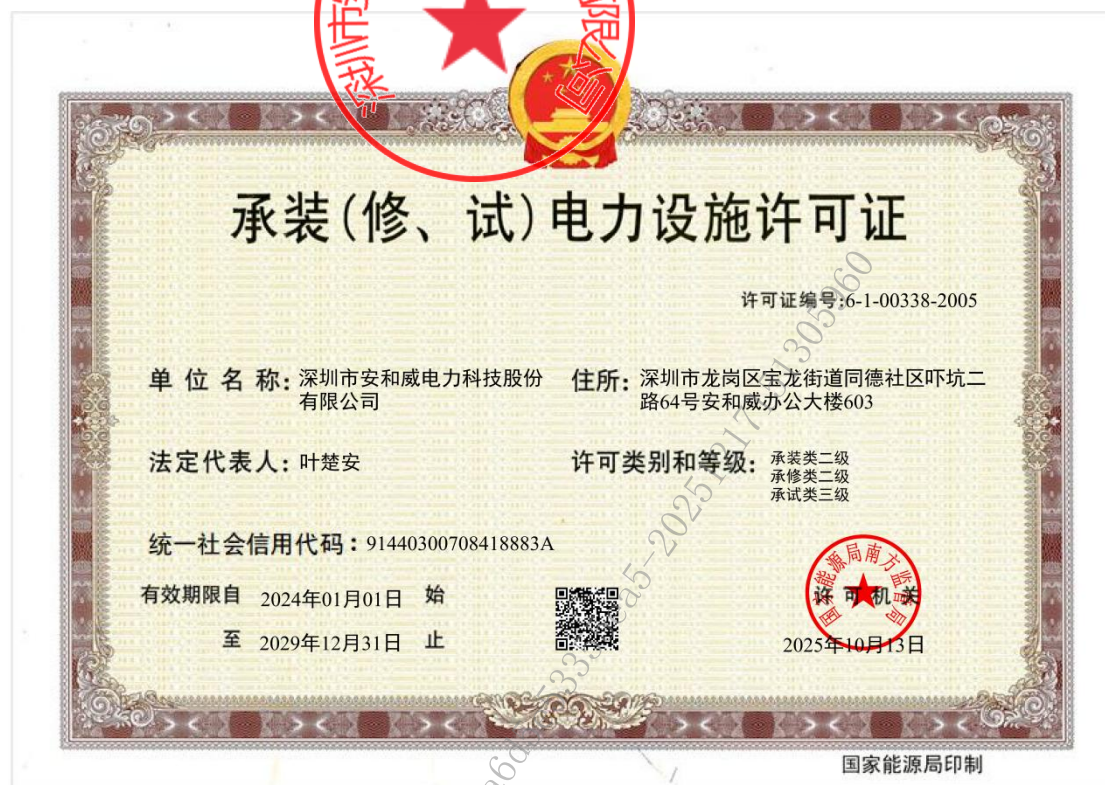 深圳市
限公司
承装(修、试)电力设施许可证
许可证编号:6-1-00338-2005
单位名称:深圳市安和威电力科技股份
有限公司
住所:深圳市龙岗区宝龙街道同德社区吓坑二
路64号安和威办公大楼603
法定代表人:叶楚安
许可类别和等级:承装类二级
承修类二级
承试类三级
统一社会信用代码:91440300708418883A
有效期限自 2024年01月01日 始
至 2029年12月31日 止
国家能源局南方监管局
许可机关
2025年10月13日
国家能源局印制